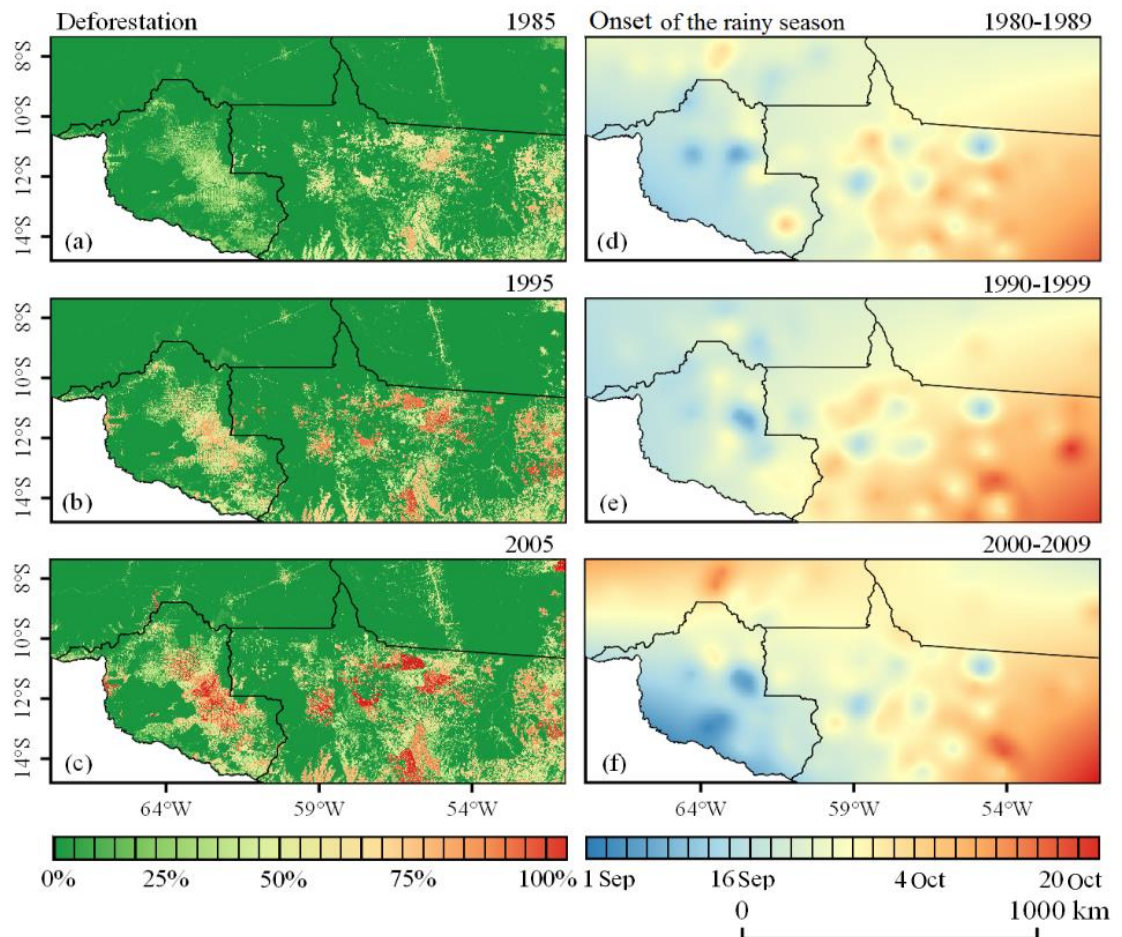 Deforestation 1985
Onset of the rainy season 1980-1989
8°S
10°S
12°S
14°S
(a)
(d)
1995
1990-1999
8°S
10°S
12°S
14°S
(b)
(e)
2005
2000-2009
8°S
10°S
12°S
14°S
(c)
(f)
64°W 59°W 54°W
64°W 59°W 54°W
0% 25% 50% 75% 100%
1 Sep 16 Sep 4 Oct 20 Oct
0 1000 km